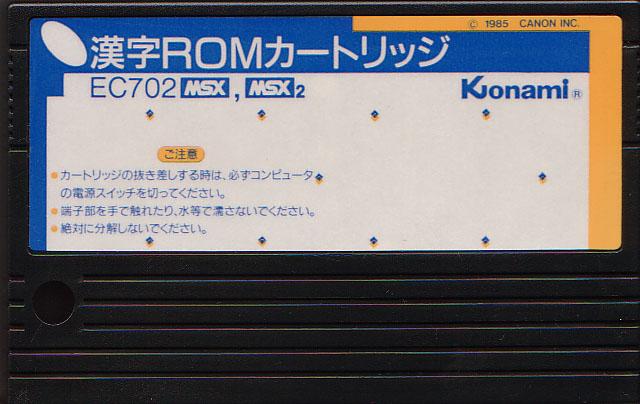 © 1985 CANON INC.
漢字ROMカートリッジ
EC702 MSX, MSX2
Konami®
ご注意
●カートリッジの抜き差しする時は、必ずコンピュータ
の電源スイッチを切ってください。
●端子部を手で触れたり、水等で濡さないでください。
●絶対に分解しないでください。